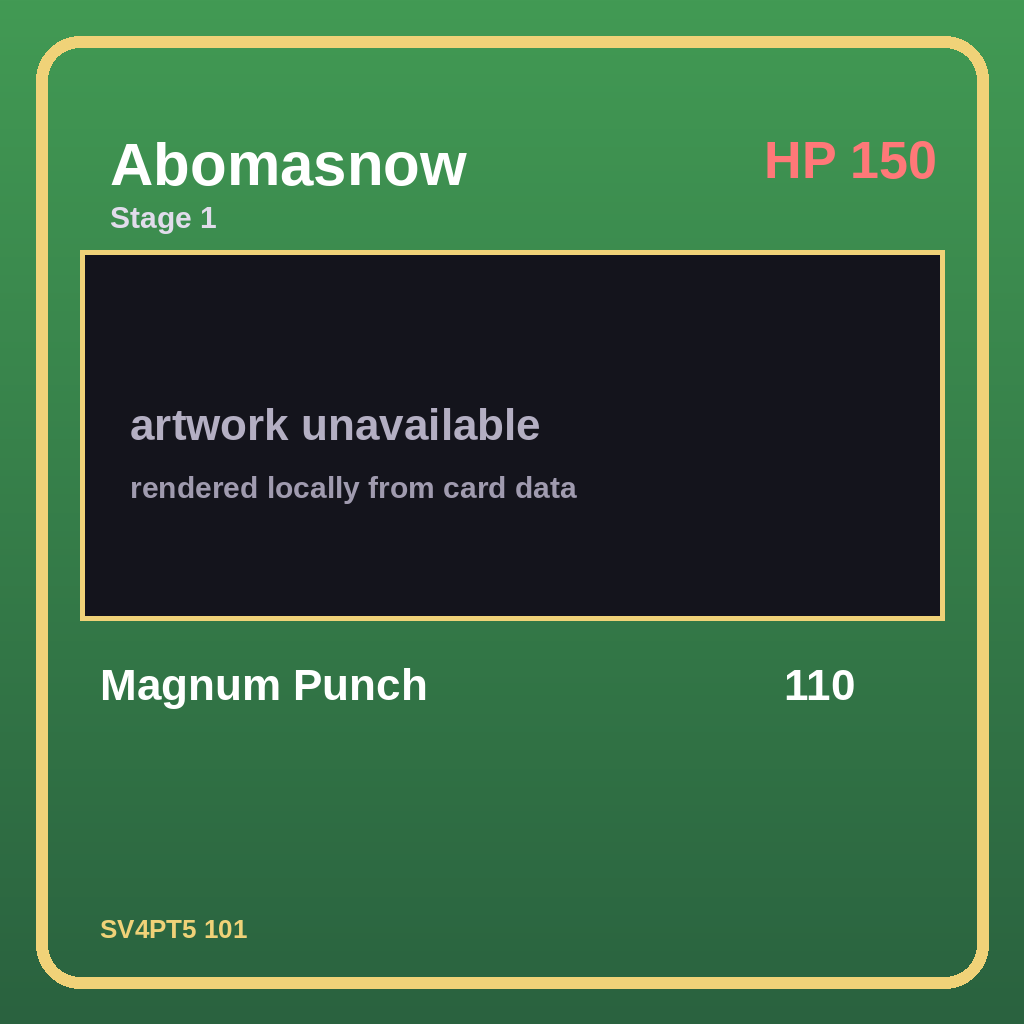 Abomasnow
HP 150
Stage 1
artwork unavailable
rendered locally from card data
Magnum Punch
110
SV4PT5 101